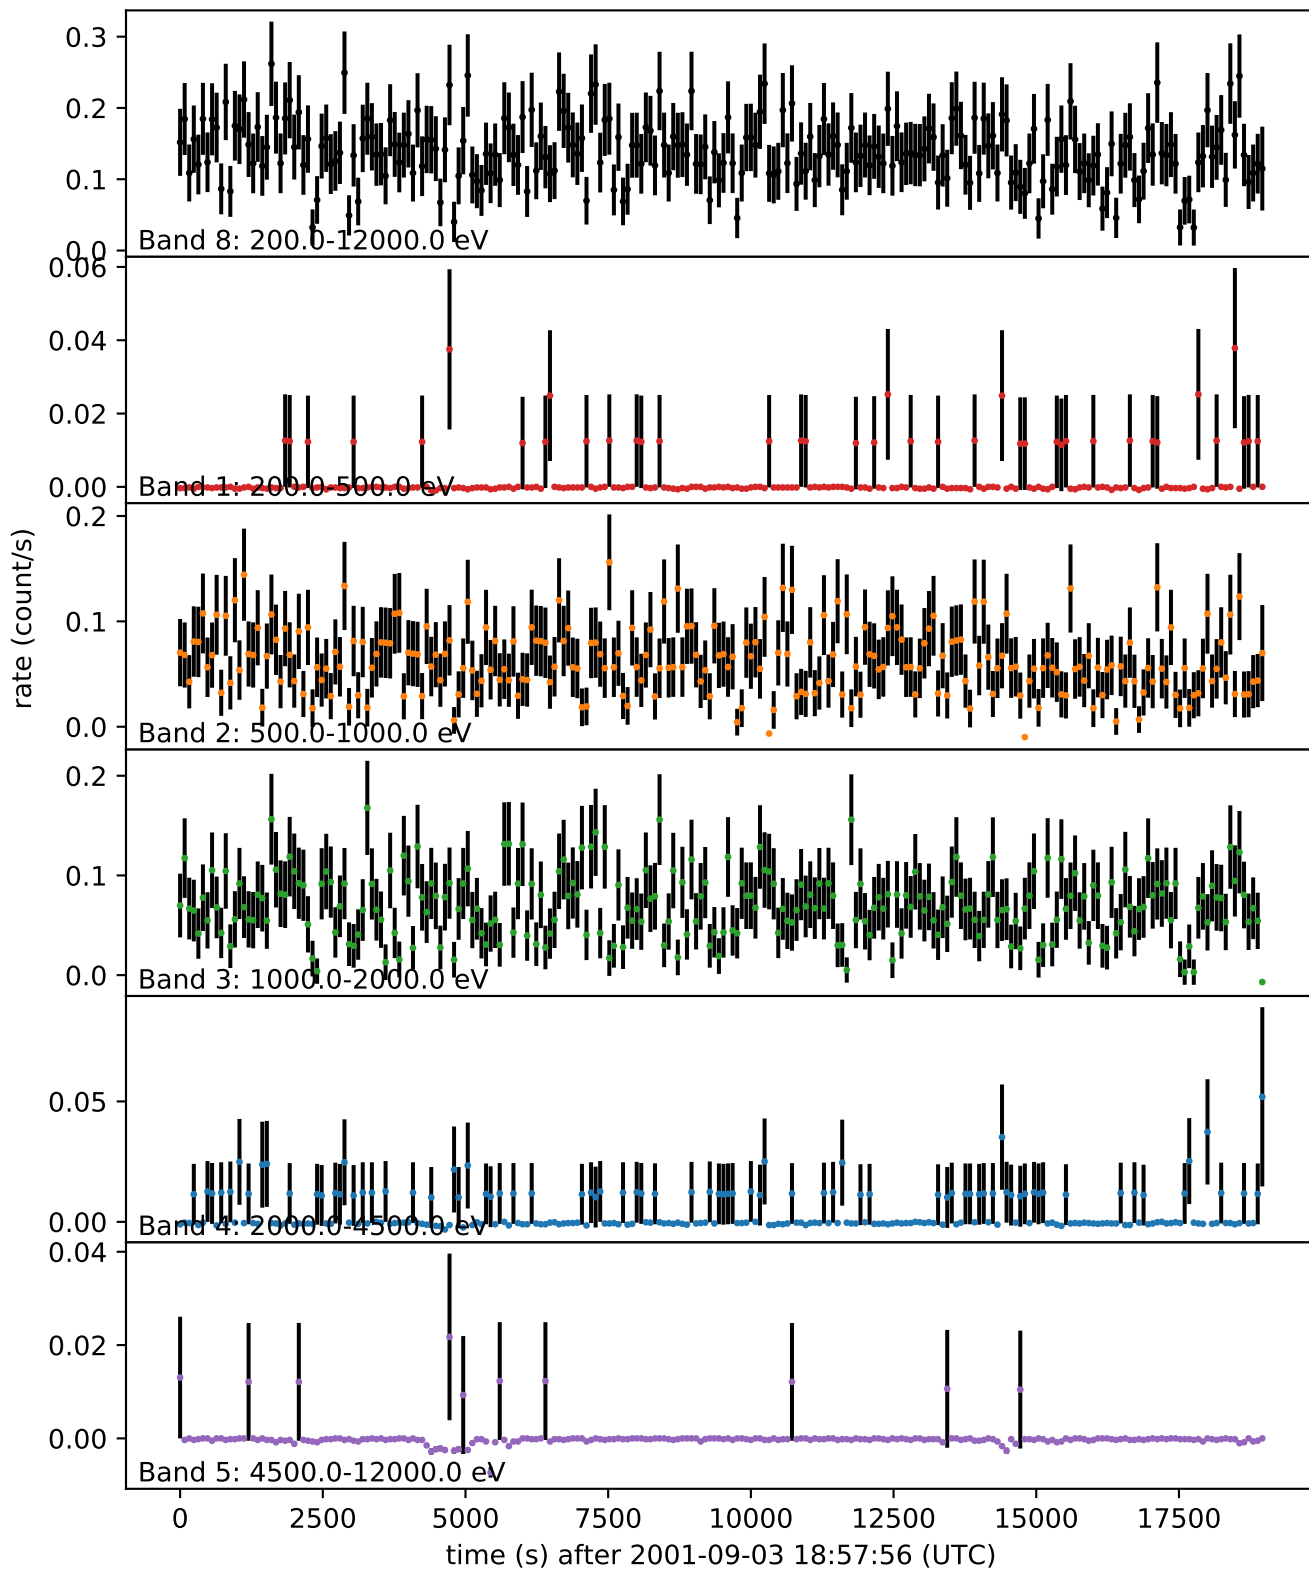 0.3
0.2
0.1
0.0
Band 8: 200.0-12000.0 eV
0.06
0.04
0.02
0.00
Band 1: 200.0-500.0 eV
0.2
0.1
0.0
Band 2: 500.0-1000.0 eV
rate (count/s)
0.2
0.1
0.0
Band 3: 1000.0-2000.0 eV
0.05
0.00
Band 4: 2000.0-4500.0 eV
0.04
0.02
0.00
Band 5: 4500.0-12000.0 eV
0 2500 5000 7500 10000 12500 15000 17500
time (s) after 2001-09-03 18:57:56 (UTC)